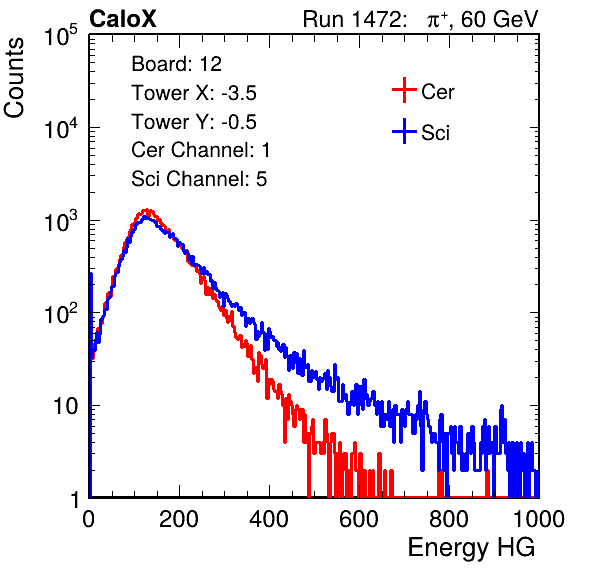 CaloX
Run 1472: π⁺, 60 GeV
Counts
Board: 12
Tower X: -3.5
Tower Y: -0.5
Cer Channel: 1
Sci Channel: 5
Cer
Sci
10⁵
10⁴
10³
10²
10
1
0 200 400 600 800 1000
Energy HG